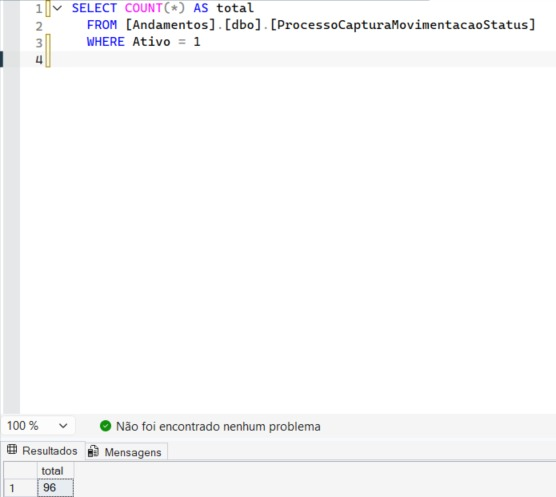 1 SELECT COUNT(*) AS total
2 FROM [Andamentos].[dbo].[ProcessoCapturaMovimentacaoStatus]
3 WHERE Ativo = 1
4
100 % Não foi encontrado nenhum problema
Resultados Mensagens
total
1 96